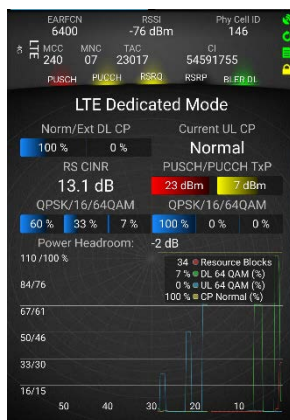 EARFCN RSSI Phy Cell ID
6400 -76 dBm 146
4G LTE MCC MNC TAC CI
240 07 23017 54591755
PUSCH PUCCH RSRQ RSRP BLER DL
LTE Dedicated Mode
Norm/Ext DL CP Current UL CP
100 % 0 % Normal
RS CINR PUSCH/PUCCH TxP
13.1 dB 23 dBm 7 dBm
QPSK/16/64QAM QPSK/16/64QAM
60 % 33 % 7 % 100 % 0 % 0 %
Power Headroom: -2 dB
110 /100 %
34 Resource Blocks
7 % DL 64 QAM (%)
84/76
0 % UL 64 QAM (%)
100 % CP Normal (%)
67/61
50/46
33/30
16/15
50 40 30 20 10